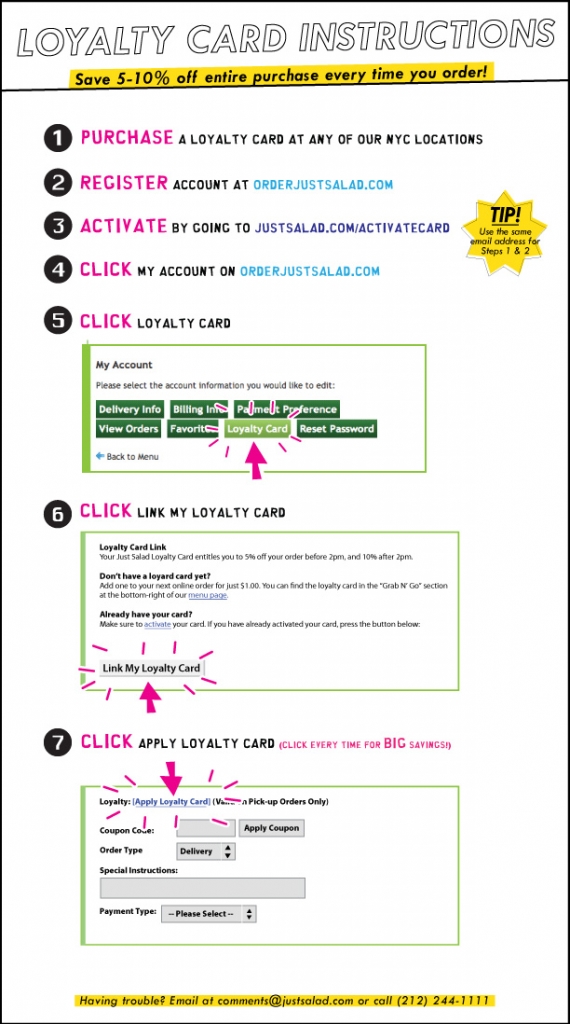 LOYALTY CARD INSTRUCTIONS
Save 5-10% off entire purchase every time you order!
1 PURCHASE A LOYALTY CARD AT ANY OF OUR NYC LOCATIONS
2 REGISTER ACCOUNT AT ORDERJUSTSALAD.COM
3 ACTIVATE BY GOING TO JUSTSALAD.COM/ACTIVATECARD
TIP!
Use the same
email address for
Steps 1 & 2
4 CLICK MY ACCOUNT ON ORDERJUSTSALAD.COM
5 CLICK LOYALTY CARD
My Account
Please select the account information you would like to edit:
Delivery Info Billing Info Payment Preference
View Orders Favorites Loyalty Card Reset Password
Back to Menu
6 CLICK LINK MY LOYALTY CARD
Loyalty Card Link
Your Just Salad Loyalty Card entitles you to 5% off your order before 2pm, and 10% after 2pm.
Don't have a loyard card yet?
Add one to your next online order for just $1.00. You can find the loyalty card in the "Grab N' Go" section
at the bottom-right of our menu page.
Already have your card?
Make sure to activate your card. If you have already activated your card, press the button below:
Link My Loyalty Card
7 CLICK APPLY LOYALTY CARD (CLICK EVERY TIME FOR BIG SAVINGS!)
Loyalty: [Apply Loyalty Card] (Valid on Pick-up Orders Only)
Coupon Code: Apply Coupon
Order Type Delivery
Special Instructions:
Payment Type: -- Please Select --
Having trouble? Email at comments@justsalad.com or call (212) 244-1111